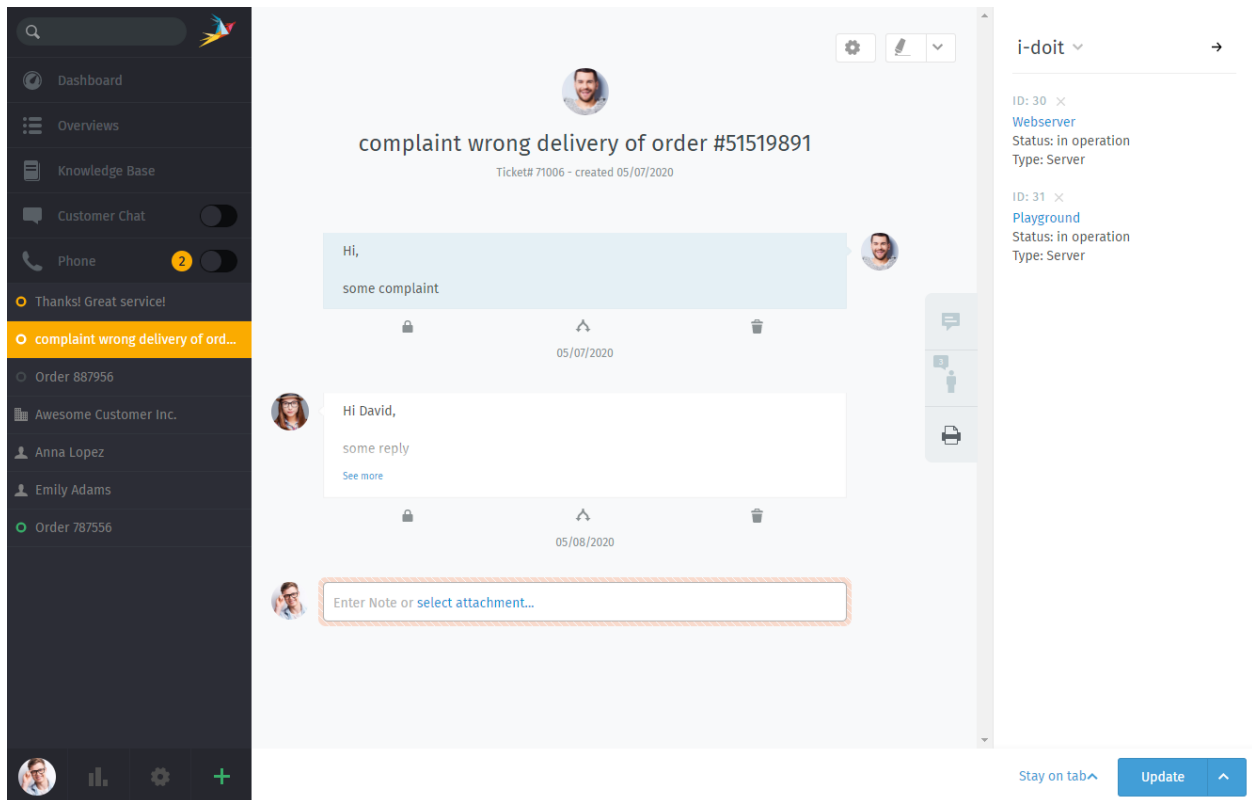 Dashboard
Overviews
Knowledge Base
Customer Chat
Phone 2
Thanks! Great service!
complaint wrong delivery of ord...
Order 887956
Awesome Customer Inc.
Anna Lopez
Emily Adams
Order 787556
complaint wrong delivery of order #51519891
Ticket# 71006 - created 05/07/2020
Hi,
some complaint
05/07/2020
Hi David,
some reply
See more
05/08/2020
Enter Note or select attachment...
3
i-doit
ID: 30
Webserver
Status: in operation
Type: Server
ID: 31
Playground
Status: in operation
Type: Server
Stay on tab
Update